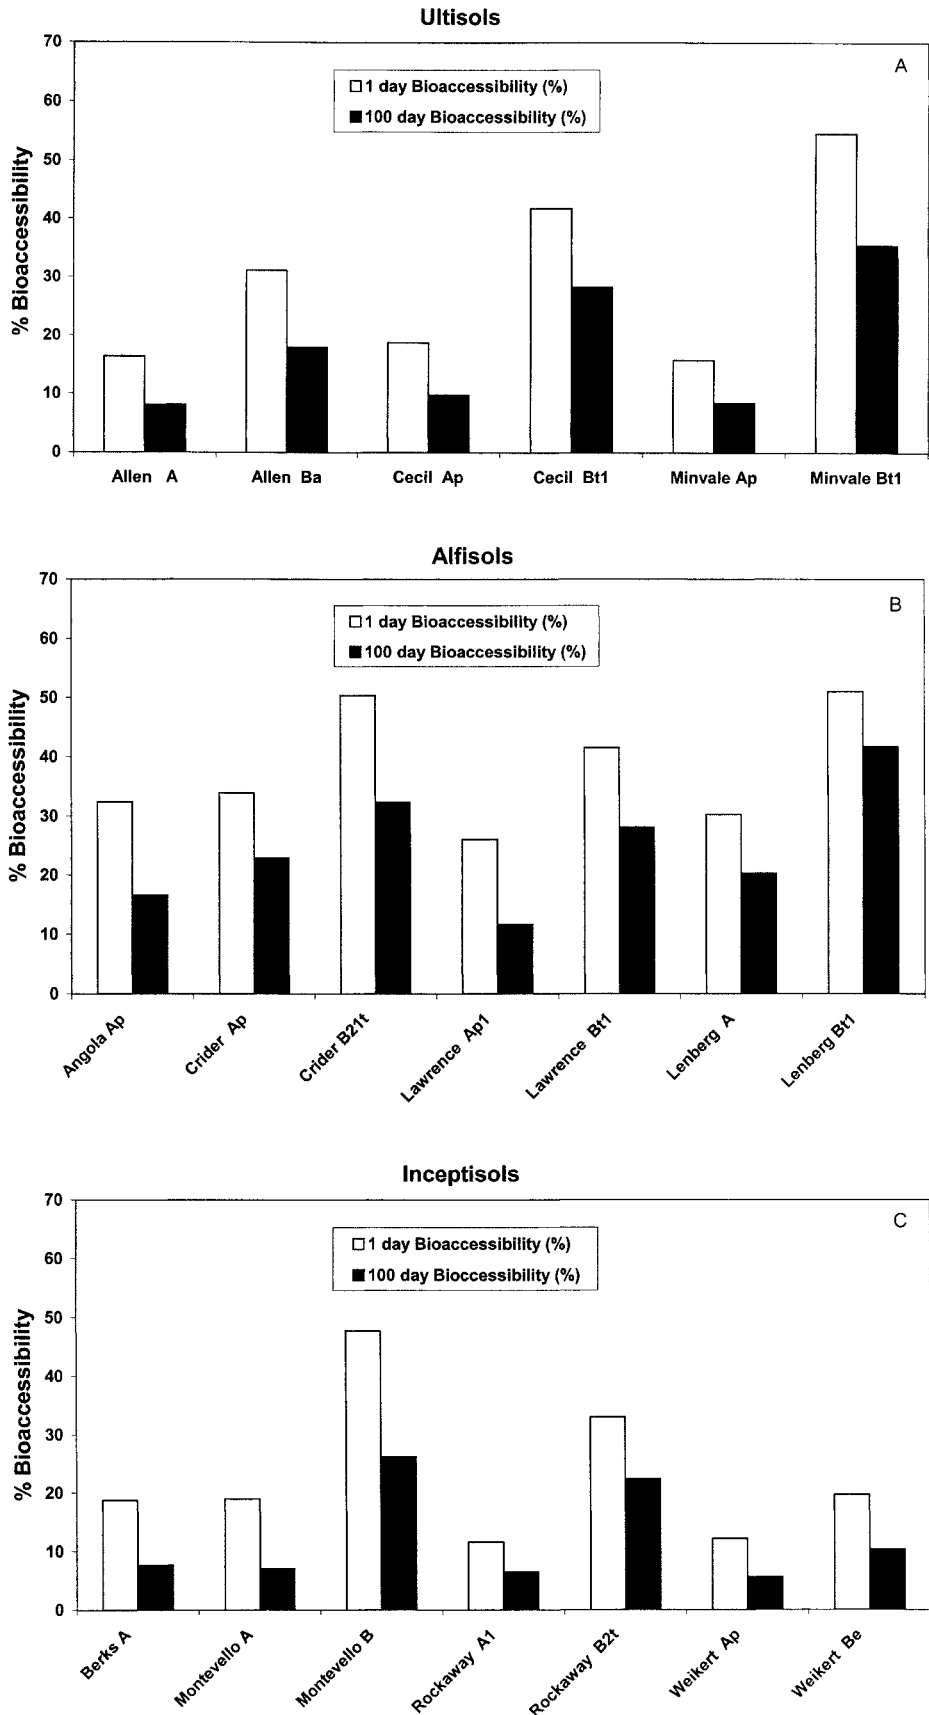 Ultisols
A
1 day Bioaccessibility (%)
100 day Bioaccessibility (%)
% Bioaccessibility
70
60
50
40
30
20
10
0
Allen A
Allen Ba
Cecil Ap
Cecil Bt1
Minvale Ap
Minvale Bt1
Alfisols
B
1 day Bioaccessibility (%)
100 day Bioaccessibility (%)
% Bioaccessibility
70
60
50
40
30
20
10
0
Angola Ap
Crider Ap
Crider B21t
Lawrence Ap1
Lawrence Bt1
Lenberg A
Lenberg Bt1
Inceptisols
C
1 day Bioaccessibility (%)
100 day Bioccessibility (%)
% Bioaccessibility
70
60
50
40
30
20
10
0
Berks A
Montevello A
Montevello B
Rockaway A1
Rockaway B2t
Weikert Ap
Weikert Be